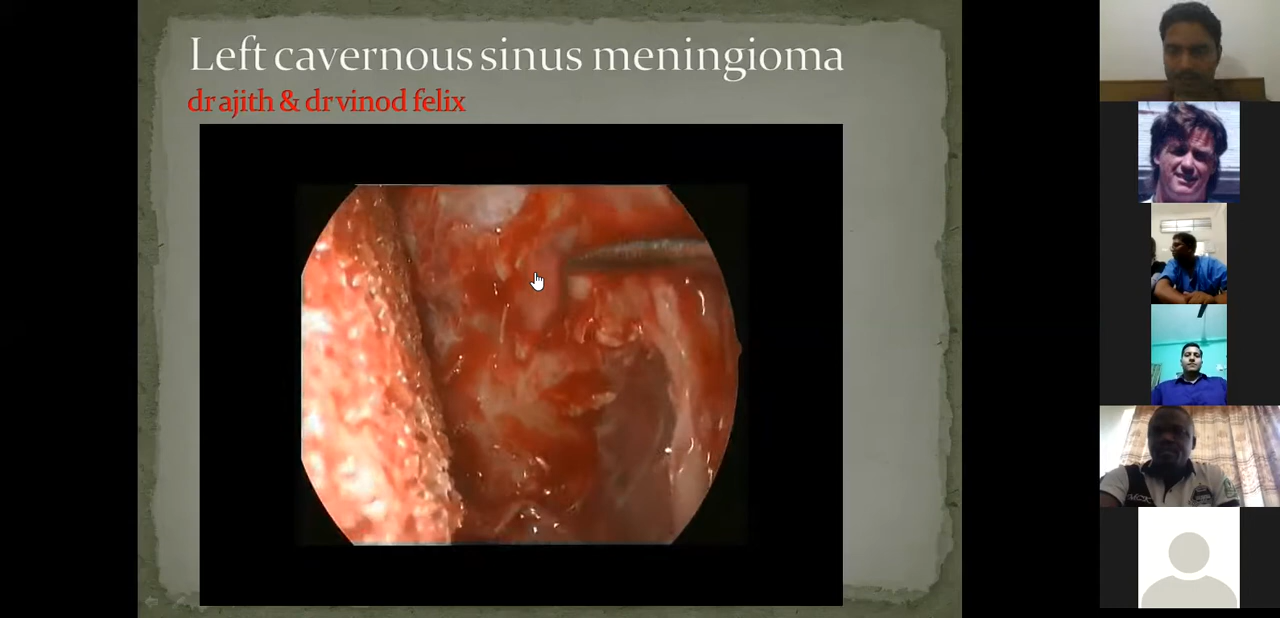 Left cavernous sinus meningioma
dr ajith & dr vinod felix